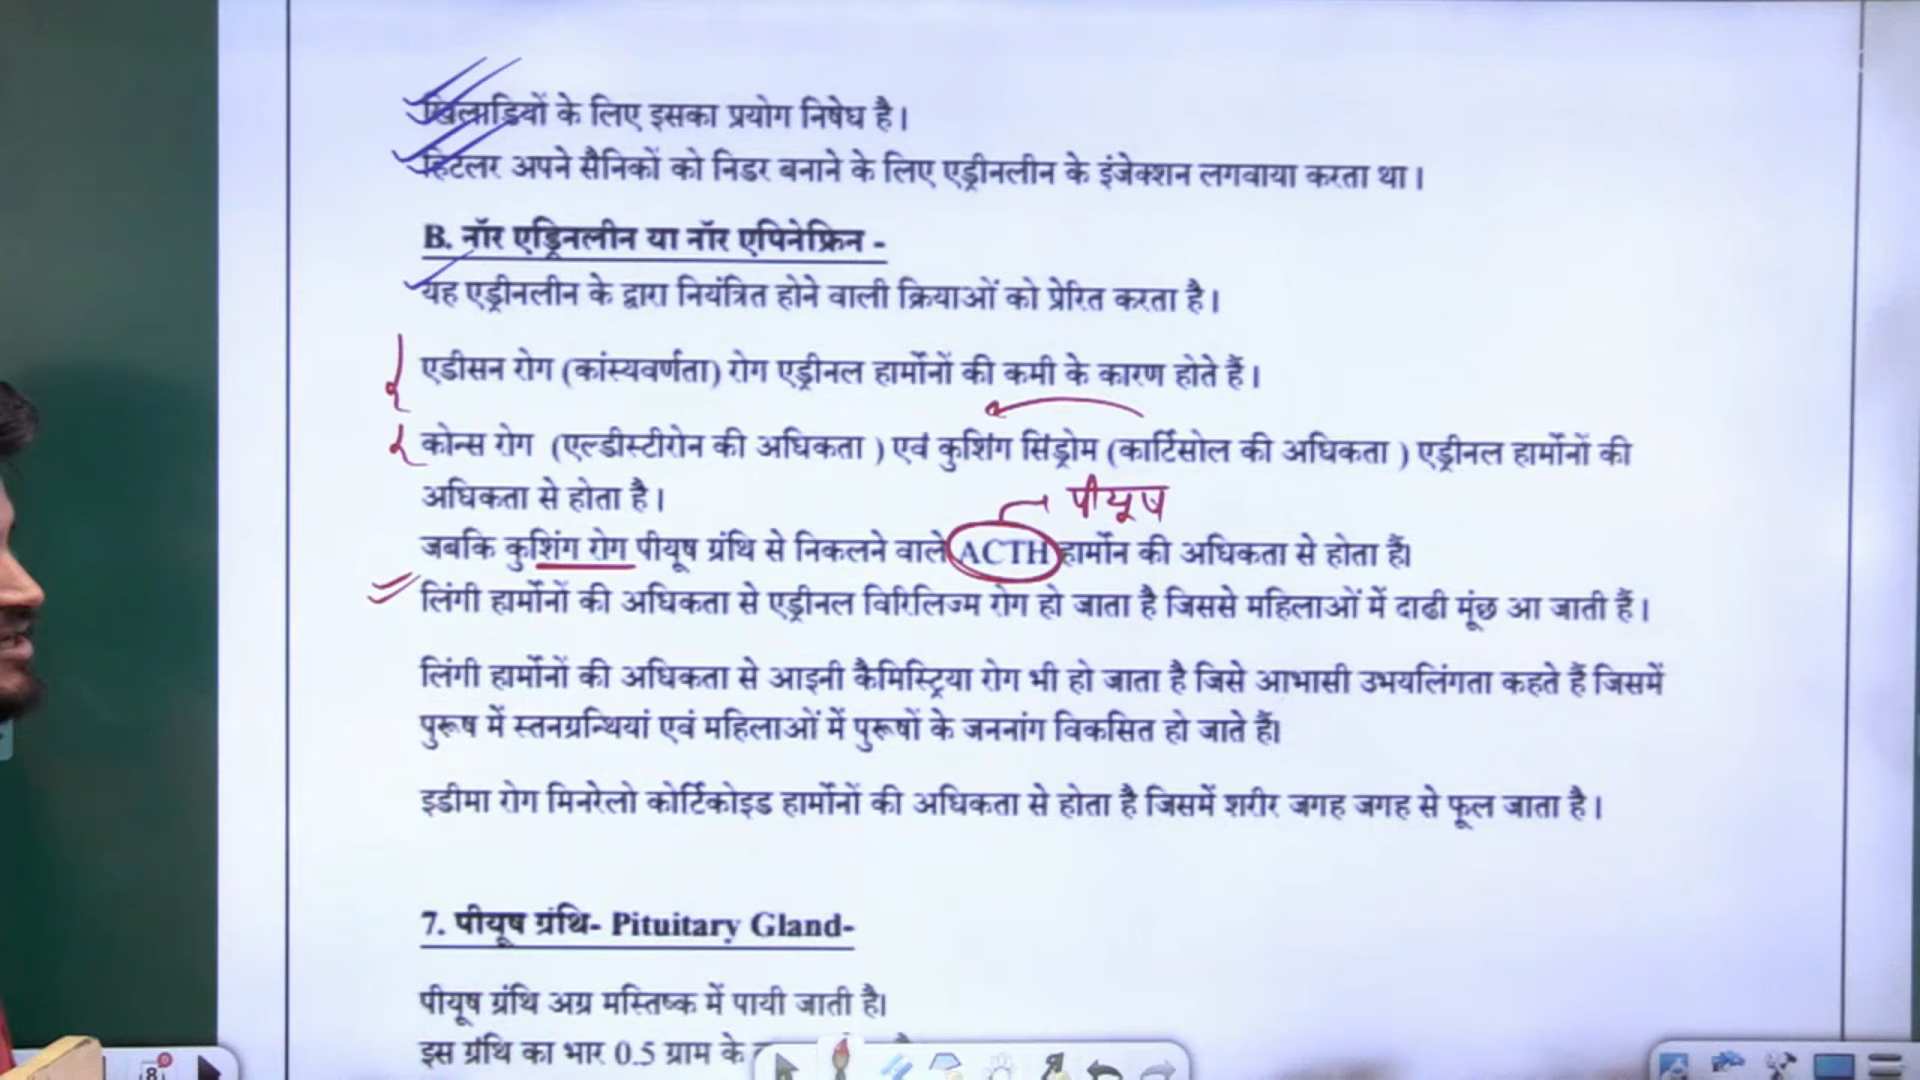 खिलाडियों के लिए इसका प्रयोग निषेध है।
हिटलर अपने सैनिकों को निडर बनाने के लिए एड्रीनलीन के इंजेक्शन लगवाया करता था।
B. नॉर एड्रिनलीन या नॉर एपिनेफ्रिन -
यह एड्रीनलीन के द्वारा नियंत्रित होने वाली क्रियाओं को प्रेरित करता है।
एडीसन रोग (कांस्यवर्णता) रोग एड्रीनल हार्मोनों की कमी के कारण होते हैं।
कोन्स रोग (एल्डीस्टीरोन की अधिकता ) एवं कुशिंग सिंड्रोम (कार्टिसोल की अधिकता ) एड्रीनल हार्मोनों की
अधिकता से होता है।
पीयूष
जबकि कुशिंग रोग पीयूष ग्रंथि से निकलने वाले ACTH हार्मोन की अधिकता से होता हैं।
लिंगी हार्मोनों की अधिकता से एड्रीनल विरिलिज्म रोग हो जाता है जिससे महिलाओं में दाढी मूंछ आ जाती हैं।
लिंगी हार्मोनों की अधिकता से आइनी कैमिस्ट्रिया रोग भी हो जाता है जिसे आभासी उभयलिंगता कहते हैं जिसमें
पुरूष में स्तनग्रन्थियां एवं महिलाओं में पुरूषों के जननांग विकसित हो जाते हैं।
इडीमा रोग मिनरेलो कोर्टिकोइड हार्मोनों की अधिकता से होता है जिसमें शरीर जगह जगह से फूल जाता है।
7. पीयूष ग्रंथि- Pituitary Gland-
पीयूष ग्रंथि अग्र मस्तिष्क में पायी जाती है।
इस ग्रंथि का भार 0.5 ग्राम के
8